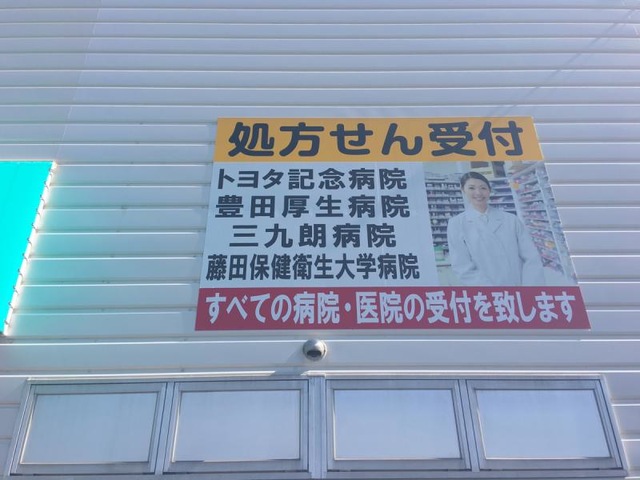 処方せん受付
トヨタ記念病院
豊田厚生病院
三九朗病院
藤田保健衛生大学病院
すべての病院・医院の受付を致します